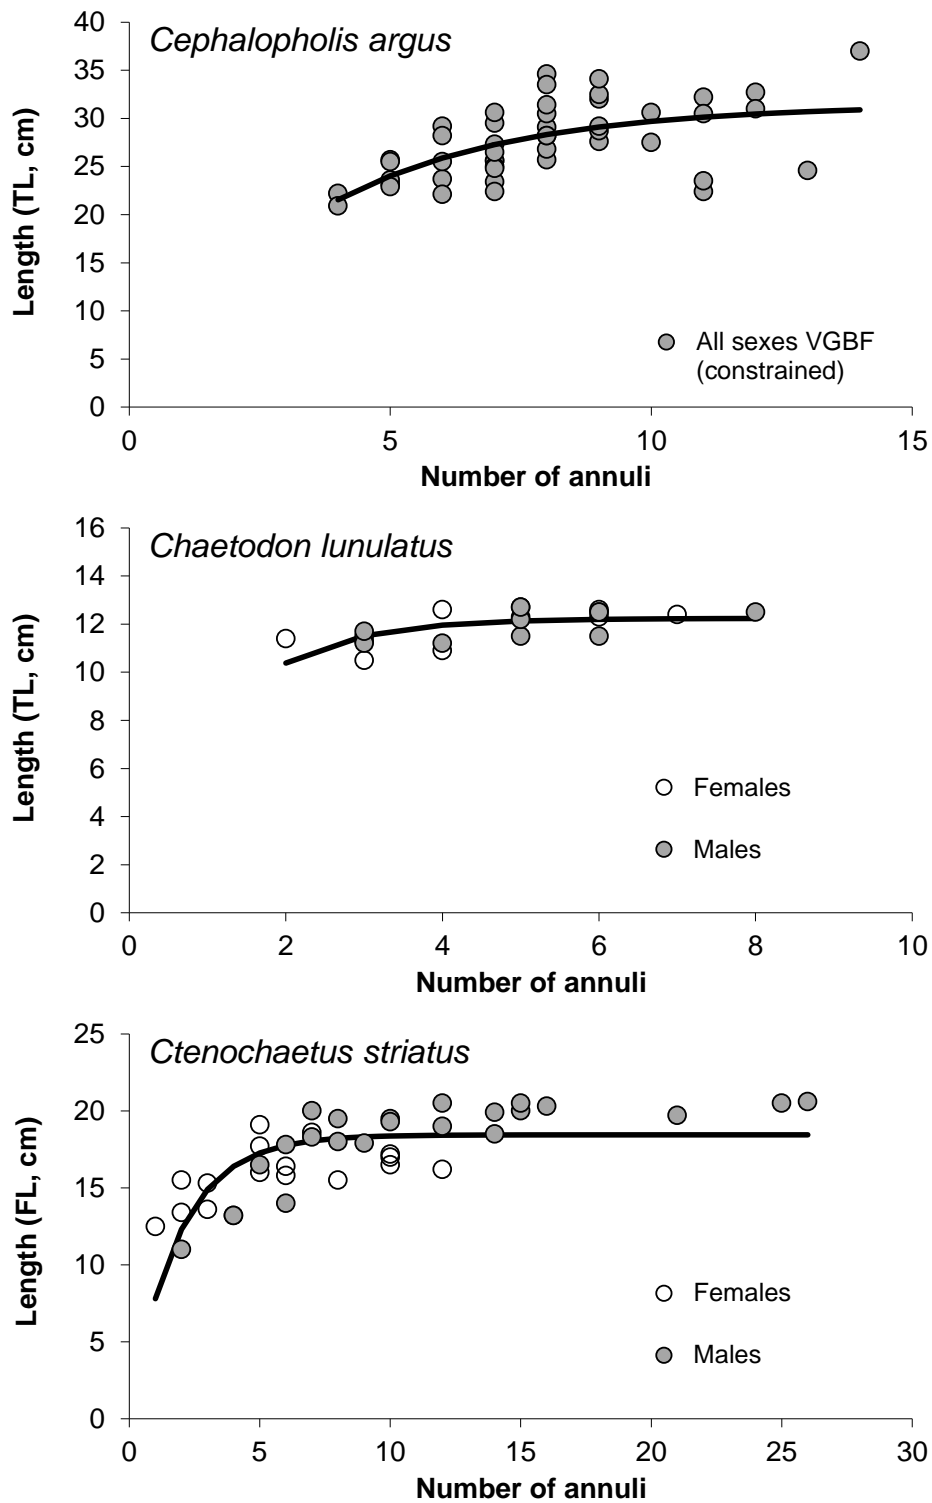 Cephalopholis argus
40
35
30
25
20
15
10
5
0
Length (TL, cm)
All sexes VGBF
(constrained)
0 5 10 15
Number of annuli
Chaetodon lunulatus
16
14
12
10
8
6
4
2
0
Length (TL, cm)
Females
Males
0 2 4 6 8 10
Number of annuli
Ctenochaetus striatus
25
20
15
10
5
0
Length (FL, cm)
Females
Males
0 5 10 15 20 25 30
Number of annuli